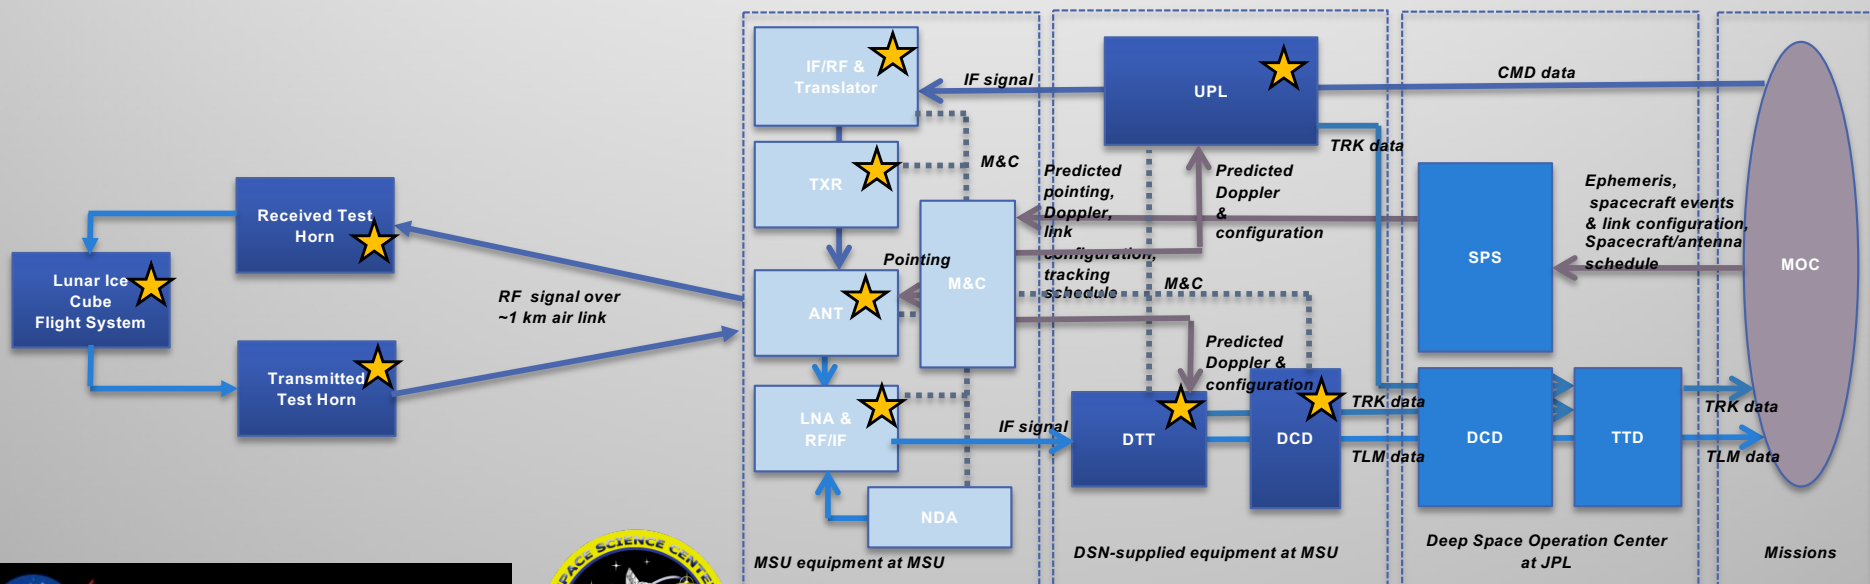 IF/RF &
Translator
IF signal
UPL
CMD data
TRK data
TXR
M&C
Predicted
pointing,
Doppler,
link
configuration,
tracking
schedule
Predicted
Doppler
&
configuration
Ephemeris,
spacecraft events
& link configuration,
Spacecraft/antenna
schedule
Received Test
Horn
Lunar Ice
Cube
Flight System
RF signal over
~1 km air link
Pointing
M&C
ANT
M&C
SPS
MOC
Transmitted
Test Horn
Predicted
Doppler &
configuration
LNA &
RF/IF
IF signal
DTT
DCD
TRK data
TLM data
DCD
TTD
TRK data
TLM data
NDA
MSU equipment at MSU
DSN-supplied equipment at MSU
Deep Space Operation Center
at JPL
Missions
SPACE SCIENCE CENTER